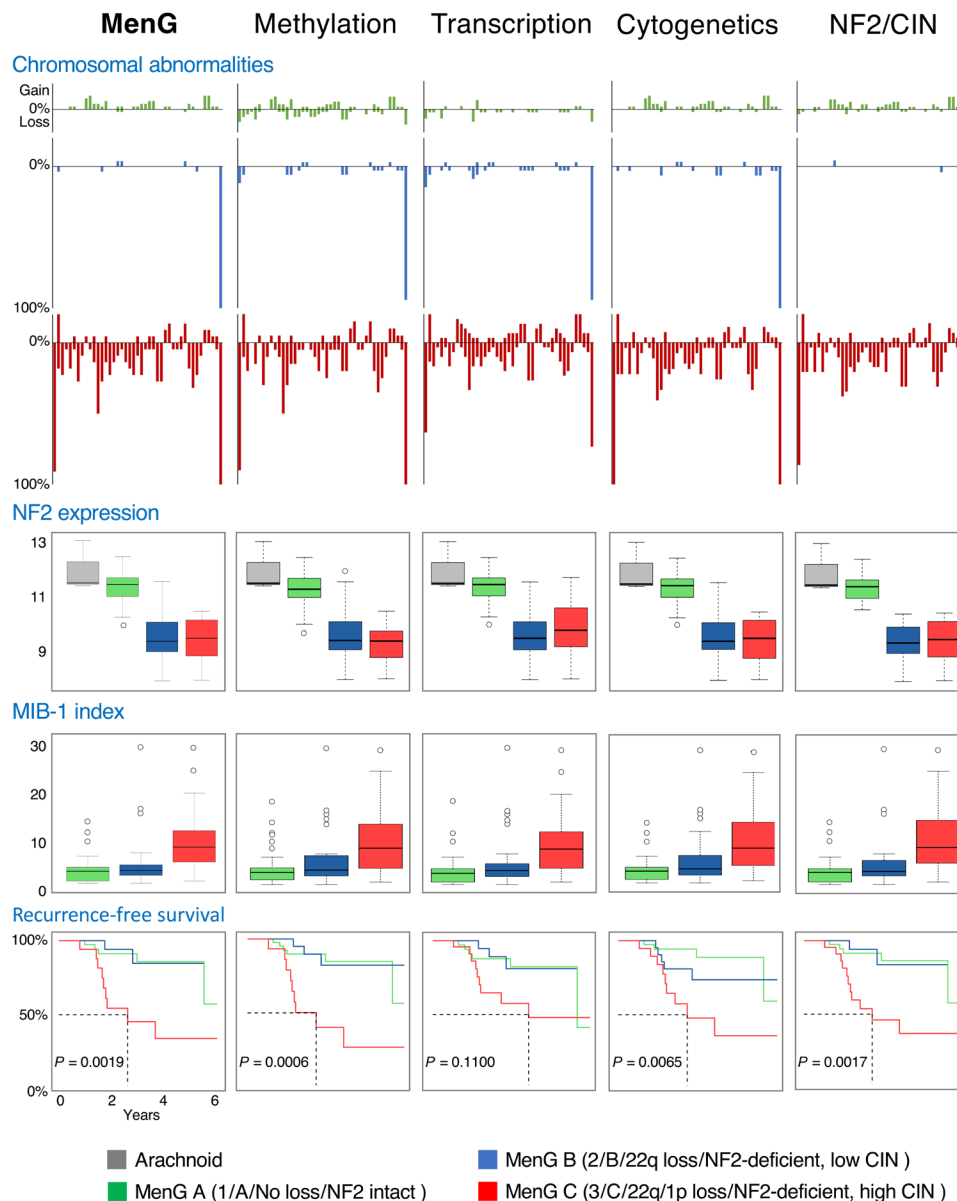 MenG Methylation Transcription Cytogenetics NF2/CIN
Chromosomal abnormalities
Gain
0%
Loss
0%
100%
0%
100%
NF2 expression
13
11
9
MIB-1 index
30
20
10
0
Recurrence-free survival
100%
50%
P = 0.0019 P = 0.0006 P = 0.1100 P = 0.0065 P = 0.0017
0%
0 2 4 6
Years
Arachnoid MenG B (2/B/22q loss/NF2-deficient, low CIN )
MenG A (1/A/No loss/NF2 intact ) MenG C (3/C/22q/1p loss/NF2-deficient, high CIN )